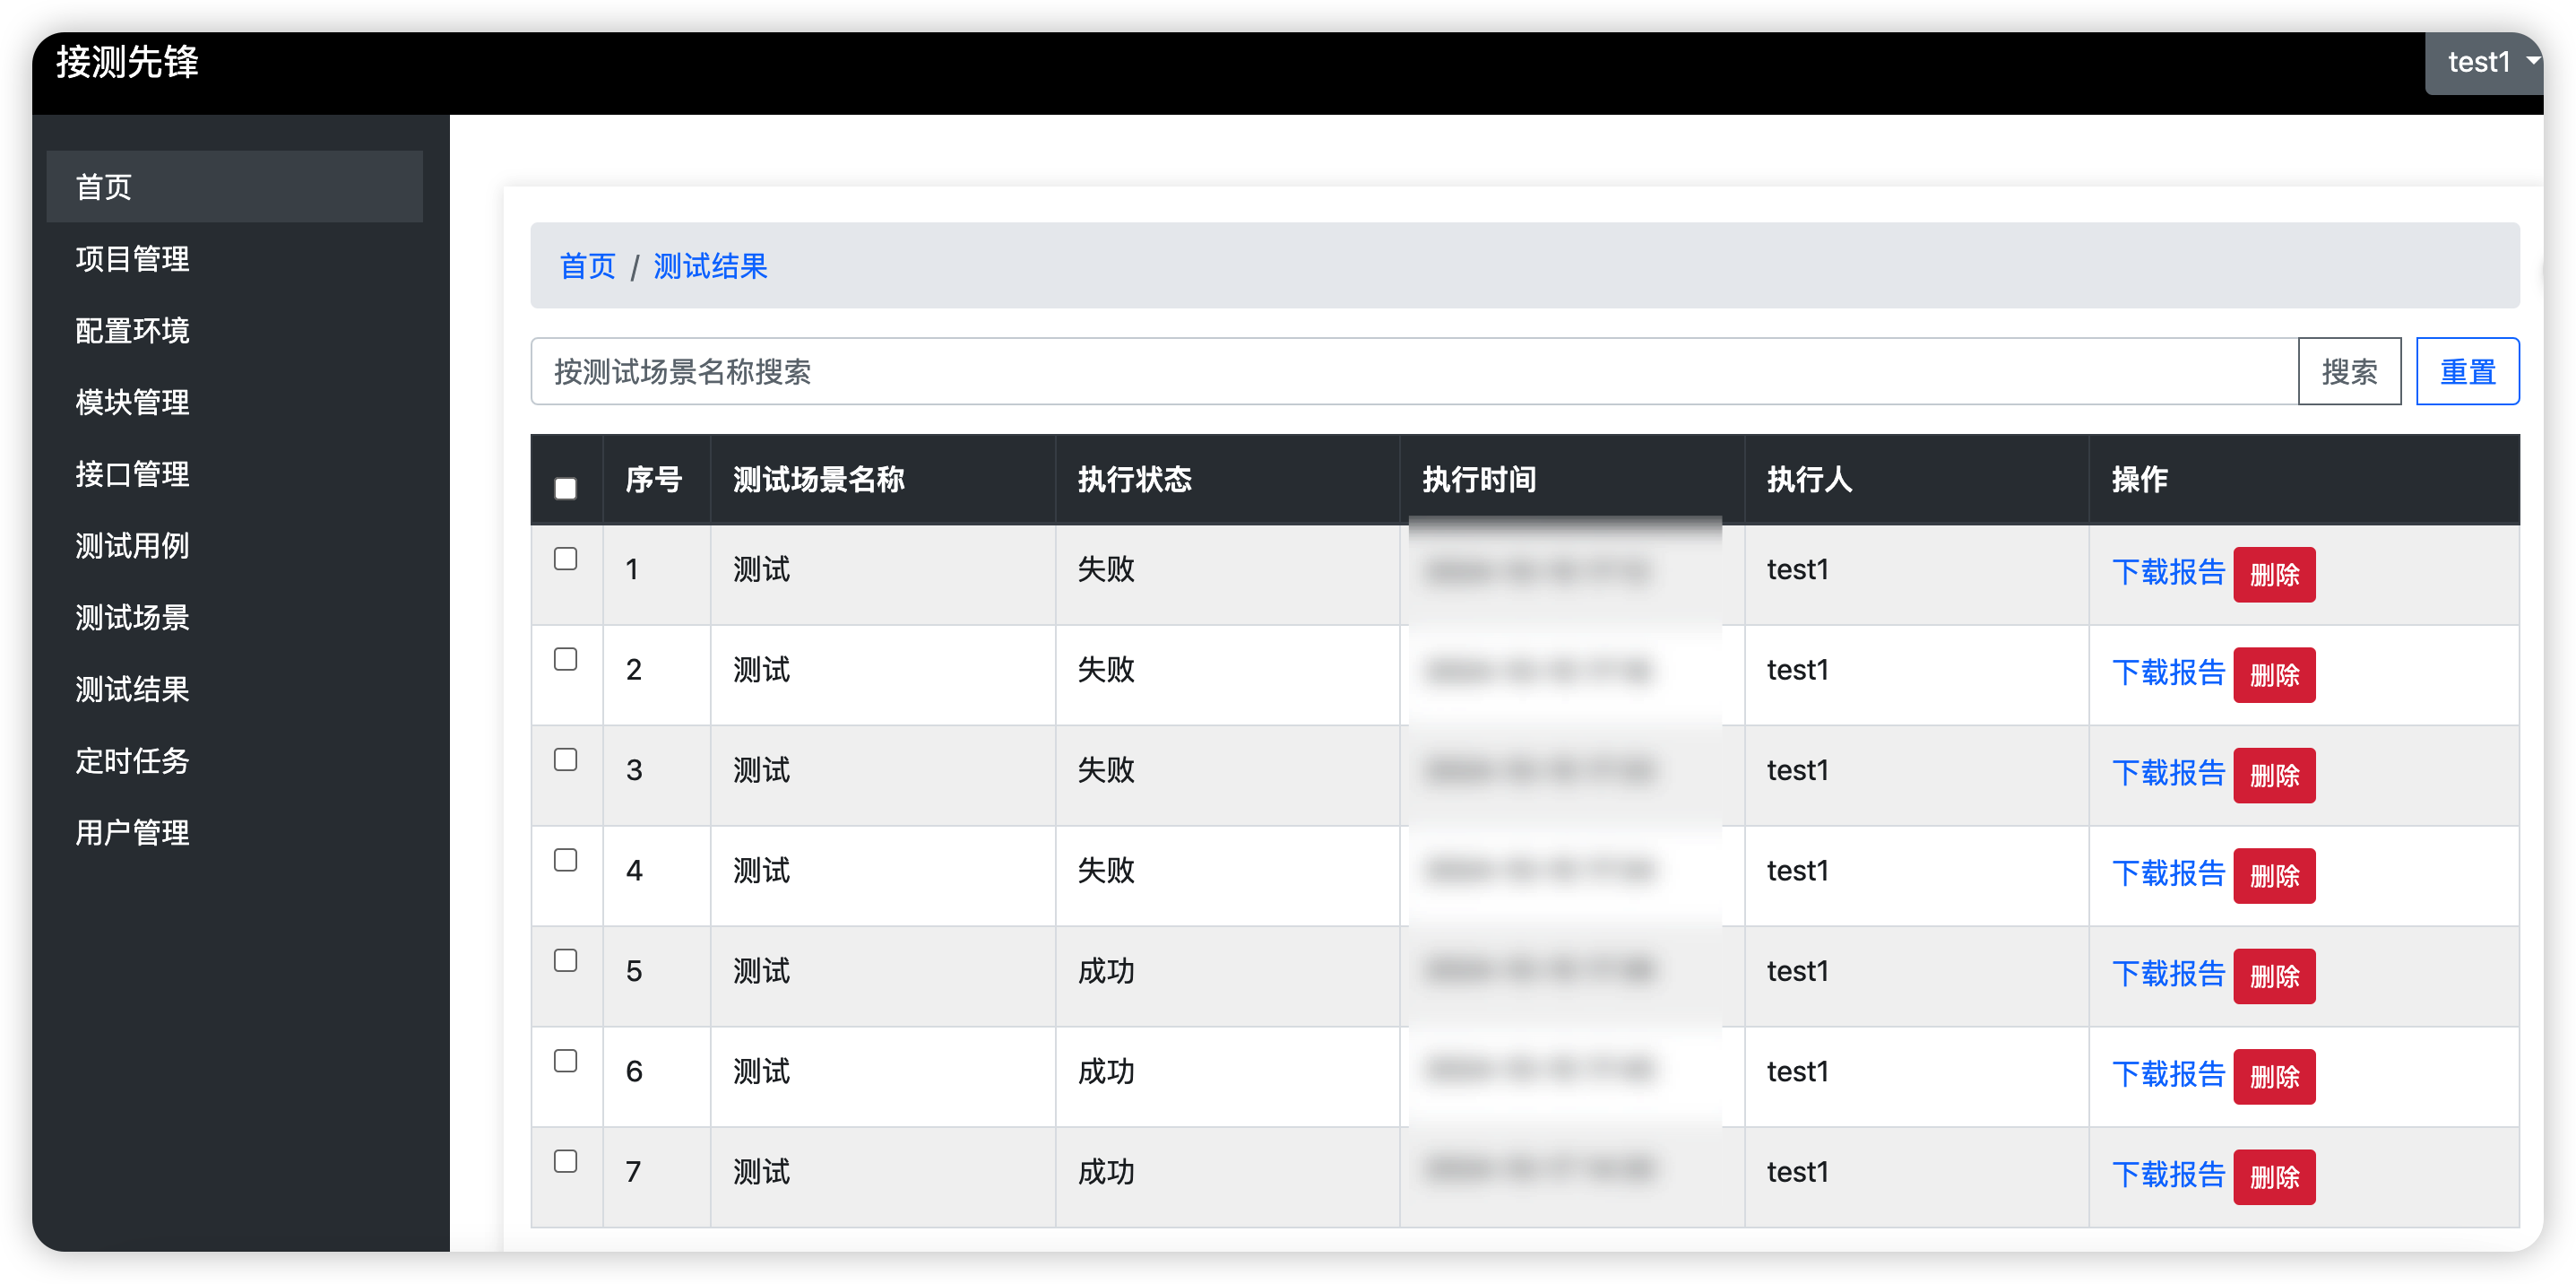 接测先锋
test1
首页
项目管理
配置环境
模块管理
接口管理
测试用例
测试场景
测试结果
定时任务
用户管理
首页 / 测试结果
按测试场景名称搜索 搜索 重置
序号 测试场景名称 执行状态 执行时间 执行人 操作
1 测试 失败 test1 下载报告 删除
2 测试 失败 test1 下载报告 删除
3 测试 失败 test1 下载报告 删除
4 测试 失败 test1 下载报告 删除
5 测试 成功 test1 下载报告 删除
6 测试 成功 test1 下载报告 删除
7 测试 成功 test1 下载报告 删除